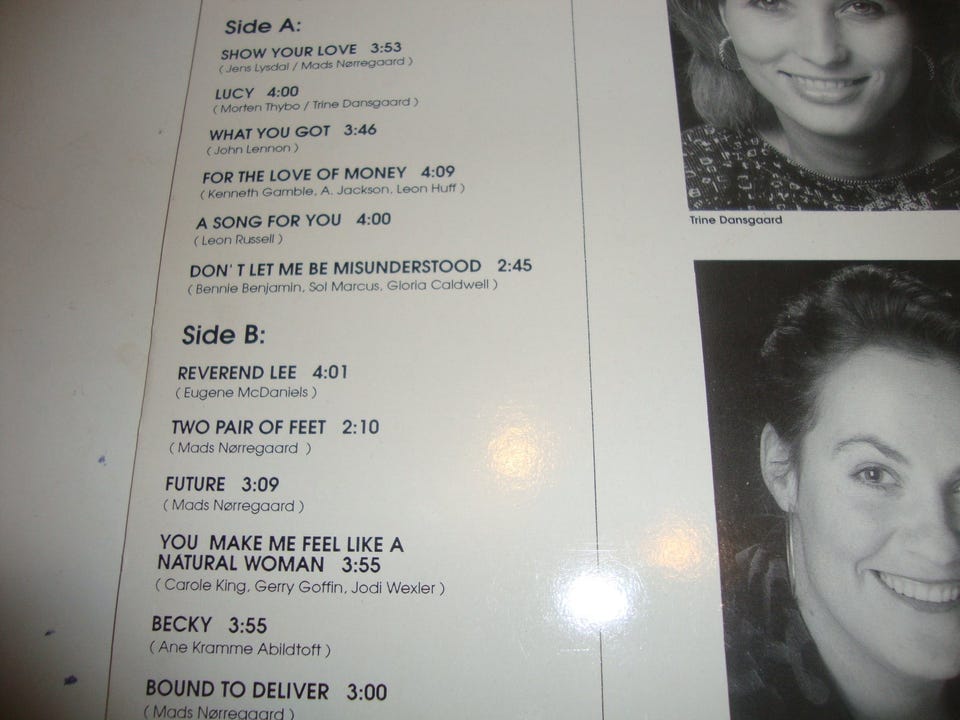 Side A:
SHOW YOUR LOVE 3:53
( Jens Lysdal / Mads Nørregaard )
LUCY 4:00
( Morten Thybo / Trine Dansgaard )
WHAT YOU GOT 3:46
( John Lennon )
FOR THE LOVE OF MONEY 4:09
( Kenneth Gamble, A. Jackson, Leon Huff )
A SONG FOR YOU 4:00
( Leon Russell )
DON' T LET ME BE MISUNDERSTOOD 2:45
( Bennie Benjamin, Sol Marcus, Gloria Caldwell )
Side B:
REVEREND LEE 4:01
( Eugene McDaniels )
TWO PAIR OF FEET 2:10
( Mads Nørregaard )
FUTURE 3:09
( Mads Nørregaard )
YOU MAKE ME FEEL LIKE A
NATURAL WOMAN 3:55
( Carole King, Gerry Goffin, Jodi Wexler )
BECKY 3:55
( Ane Kramme Abildtoft )
BOUND TO DELIVER 3:00
( Mads Nørregaard )
Trine Dansgaard